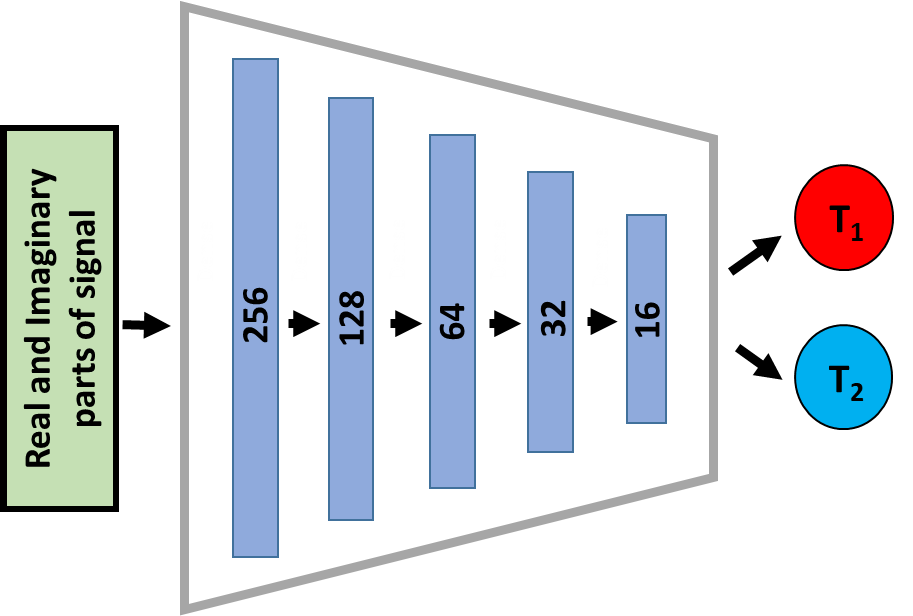 Real and Imaginary
parts of signal
256
128
64
32
16
T₁
T₂